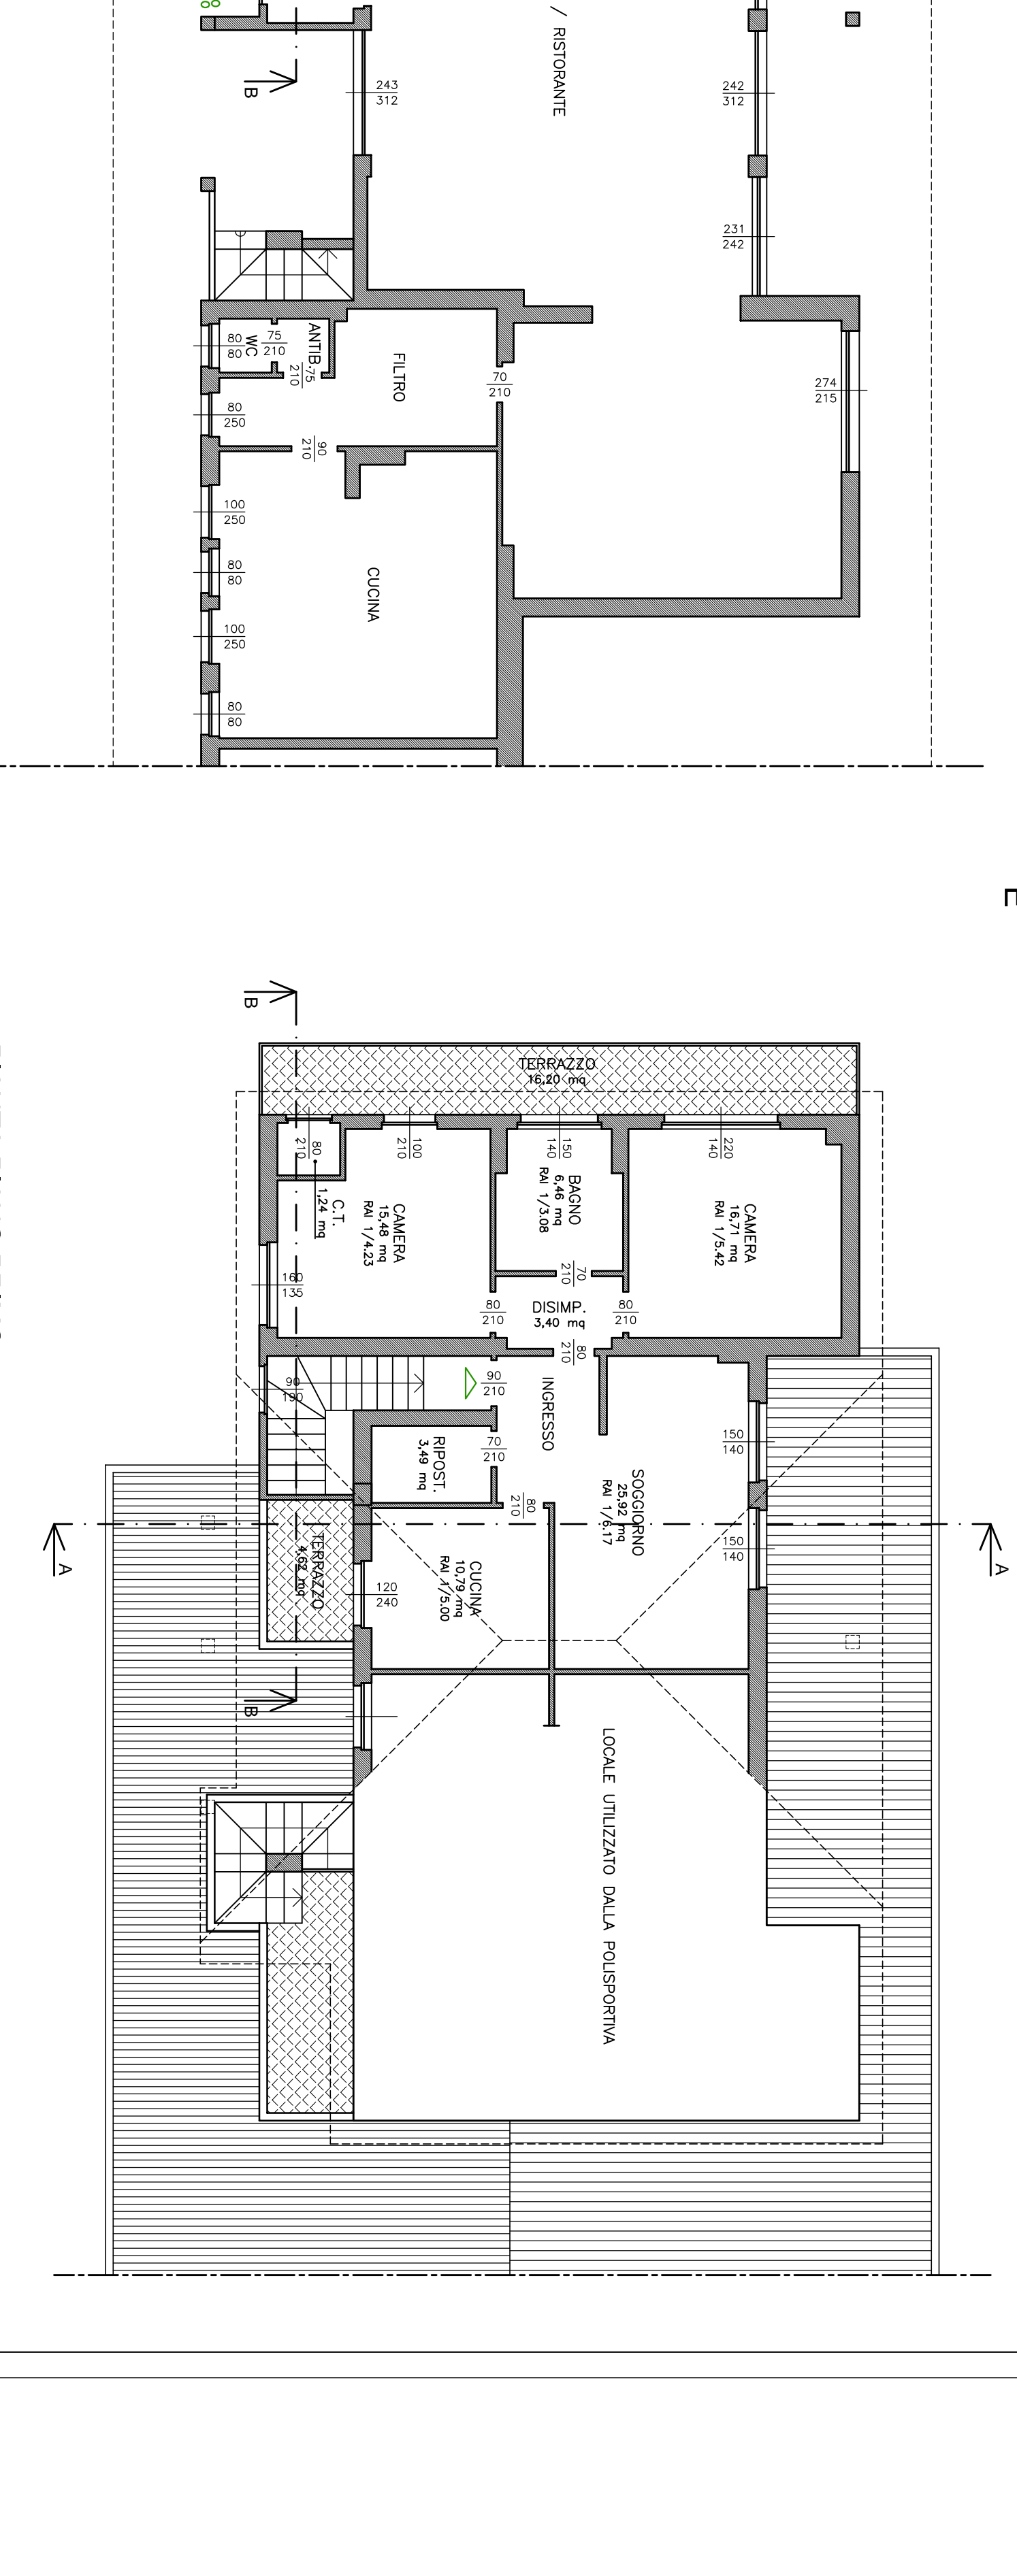 / RISTORANTE
B
243
312
242
312
231
242
274
215
WC
80
80
75
210
ANTIB.
75
210
FILTRO
70
210
80
250
90
210
100
250
80
80
CUCINA
100
250
80
80
B
TERRAZZO
16,20 mq
80
210
100
210
150
140
220
140
C.T.
1,24 mq
CAMERA
15,48 mq
RAI 1/4.23
BAGNO
6,46 mq
RAI 1/3.08
CAMERA
16,71 mq
RAI 1/5.42
160
135
70
210
DISIMP.
3,40 mq
80
210
80
210
80
210
90
190
90
210
INGRESSO
RIPOST.
3,49 mq
70
210
80
210
SOGGIORNO
25,92 mq
RAI 1/6.17
150
140
150
140
A
A
TERRAZZO
4,62 mq
120
240
CUCINA
10,79 mq
RAI 1/5.00
B
LOCALE UTILIZZATO DALLA POLISPORTIVA